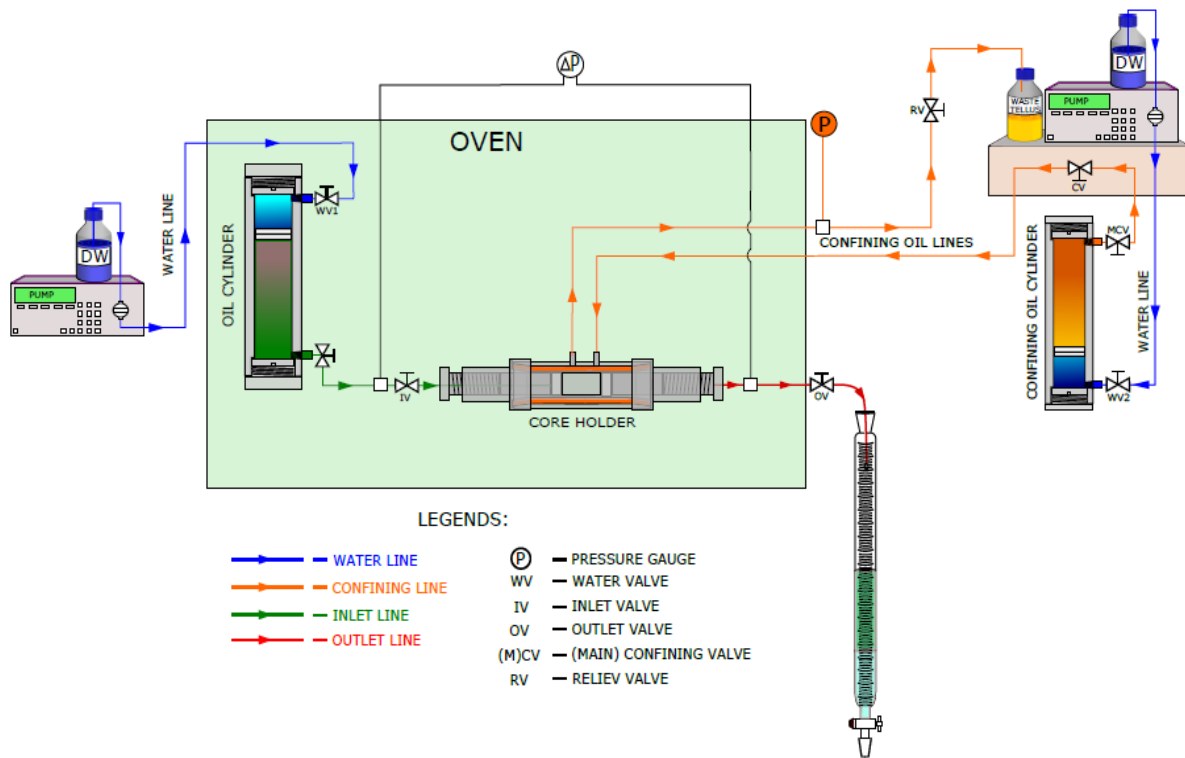 ΔP
OVEN
P
RV
WASTE
TELLUS
DW
PUMP
CV
WATER LINE
DW
PUMP
OIL CYLINDER
WV1
IV
CORE HOLDER
OV
CONFINING OIL LINES
MCV
CONFINING OIL CYLINDER
WATER LINE
WV2
LEGENDS:
WATER LINE
CONFINING LINE
INLET LINE
OUTLET LINE
P PRESSURE GAUGE
WV WATER VALVE
IV INLET VALVE
OV OUTLET VALVE
(M)CV (MAIN) CONFINING VALVE
RV RELIEV VALVE